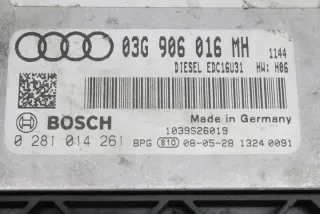 03G 906 016 MH 1144
DIESEL EDC16U31 HW: H06
BOSCH
Made in Germany
1039S26019
0 281 014 261 BPG 810 08-05-28 1324 0091